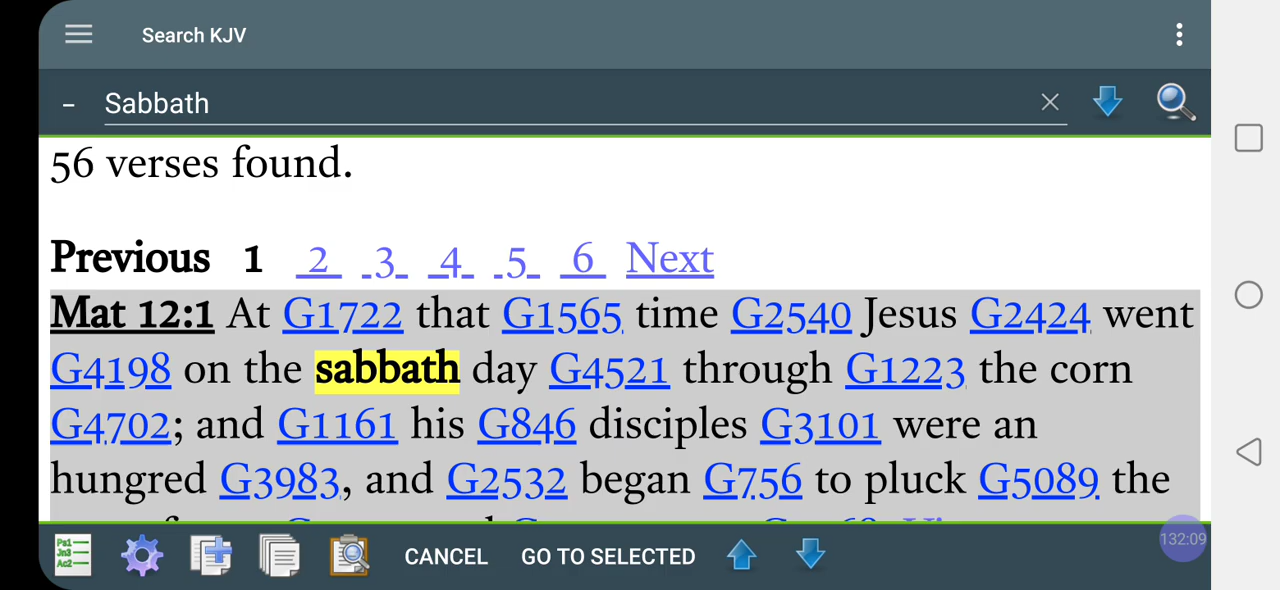 Search KJV
- Sabbath
56 verses found.
Previous 1 2 3 4 5 6 Next
Mat 12:1 At G1722 that G1565 time G2540 Jesus G2424 went
G4198 on the sabbath day G4521 through G1223 the corn
G4702; and G1161 his G846 disciples G3101 were an
hungred G3983, and G2532 began G756 to pluck G5089 the
Ps1
Jn3
Ac2
CANCEL GO TO SELECTED
132:09